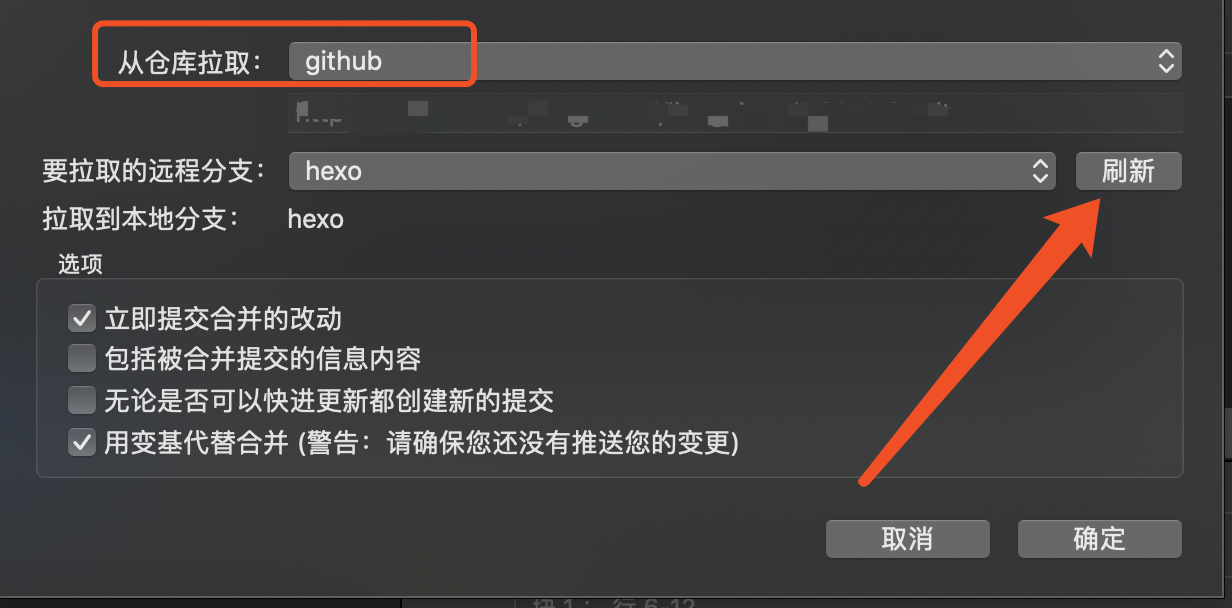 从仓库拉取： github
要拉取的远程分支： hexo 刷新
拉取到本地分支： hexo
选项
立即提交合并的改动
包括被合并提交的信息内容
无论是否可以快进更新都创建新的提交
用变基代替合并 (警告：请确保您还没有推送您的变更)
取消 确定